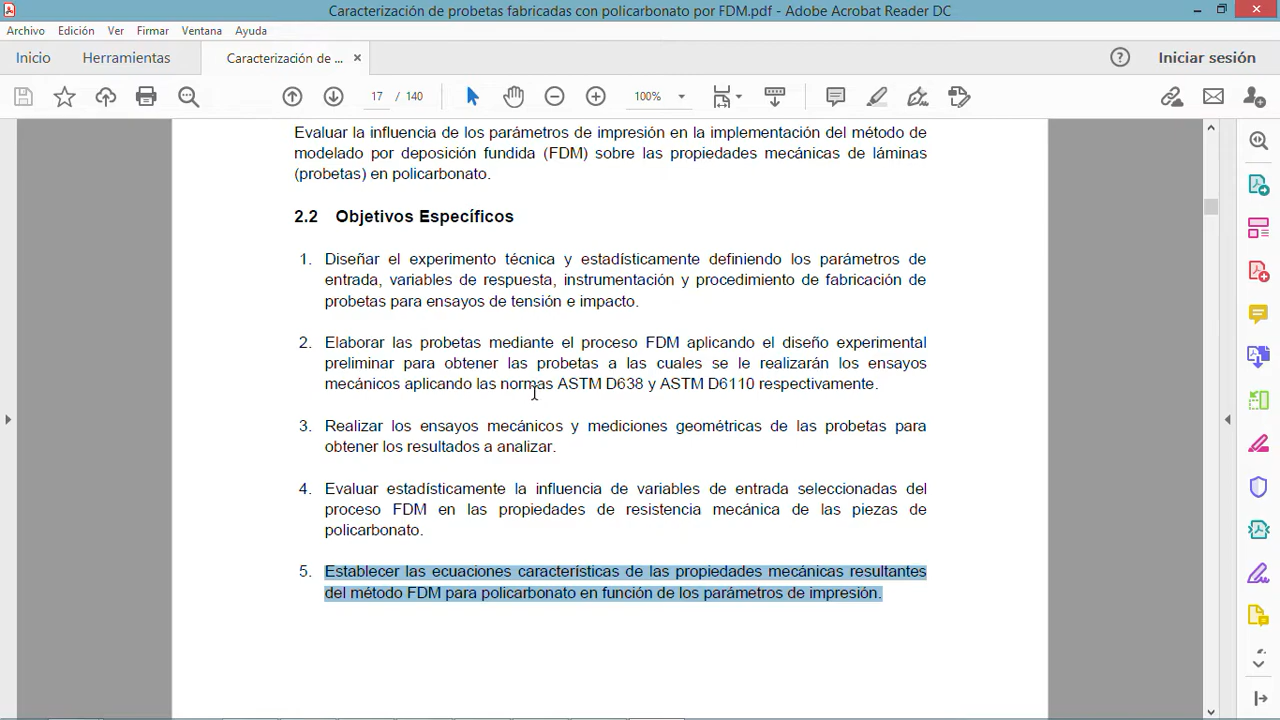 Caracterización de probetas fabricadas con policarbonato por FDM.pdf - Adobe Acrobat Reader DC
Archivo Edición Ver Firmar Ventana Ayuda
Inicio Herramientas Caracterización de ... × Iniciar sesión
17 / 140 100%
Evaluar la influencia de los parámetros de impresión en la implementación del método de
modelado por deposición fundida (FDM) sobre las propiedades mecánicas de láminas
(probetas) en policarbonato.
2.2 Objetivos Específicos
1. Diseñar el experimento técnica y estadísticamente definiendo los parámetros de
entrada, variables de respuesta, instrumentación y procedimiento de fabricación de
probetas para ensayos de tensión e impacto.
2. Elaborar las probetas mediante el proceso FDM aplicando el diseño experimental
preliminar para obtener las probetas a las cuales se le realizarán los ensayos
mecánicos aplicando las normas ASTM D638 y ASTM D6110 respectivamente.
3. Realizar los ensayos mecánicos y mediciones geométricas de las probetas para
obtener los resultados a analizar.
4. Evaluar estadísticamente la influencia de variables de entrada seleccionadas del
proceso FDM en las propiedades de resistencia mecánica de las piezas de
policarbonato.
5. Establecer las ecuaciones características de las propiedades mecánicas resultantes
del método FDM para policarbonato en función de los parámetros de impresión.